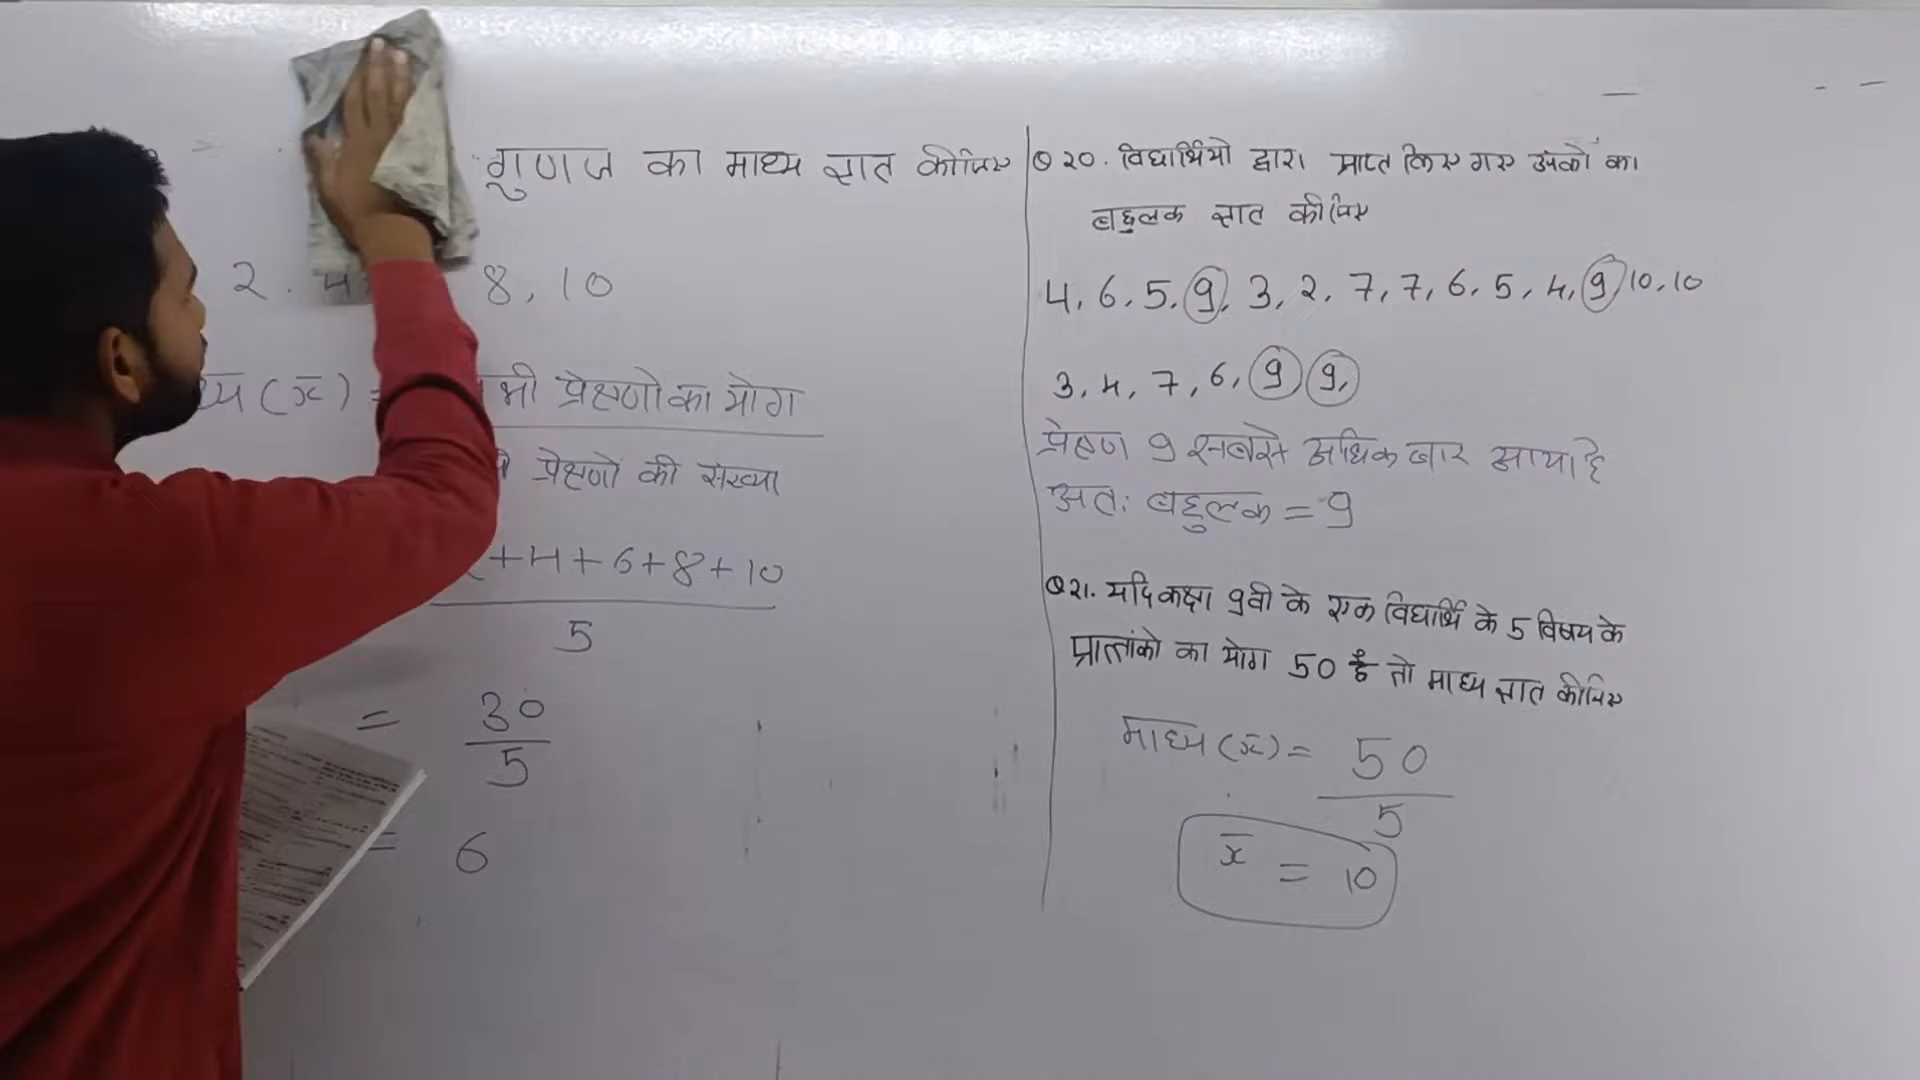 गुणज का माध्य ज्ञात कीजिए
2, 4, 8, 10
(x̄) = भी प्रेक्षणो का योग
प्रेक्षणों की संख्या
+4+6+8+10
5
= 30
5
= 6
Q २०. विद्यार्थियो द्वारा प्राप्त किए गए अंकों का
बहुलक ज्ञात कीजिए
4, 6, 5, 9, 3, 2, 7, 7, 6, 5, 4, 9, 10, 10
3, 4, 7, 6, 9 9,
प्रेक्षण 9 सबसे अधिक बार आया है
अत: बहुलक = 9
Q २१. यदि कक्षा 9वी के एक विद्यार्थि के 5 विषय के
प्राप्तांको का योग 50 है तो माध्य ज्ञात कीजिए
माध्य (x̄) = 50
5
x̄ = 10